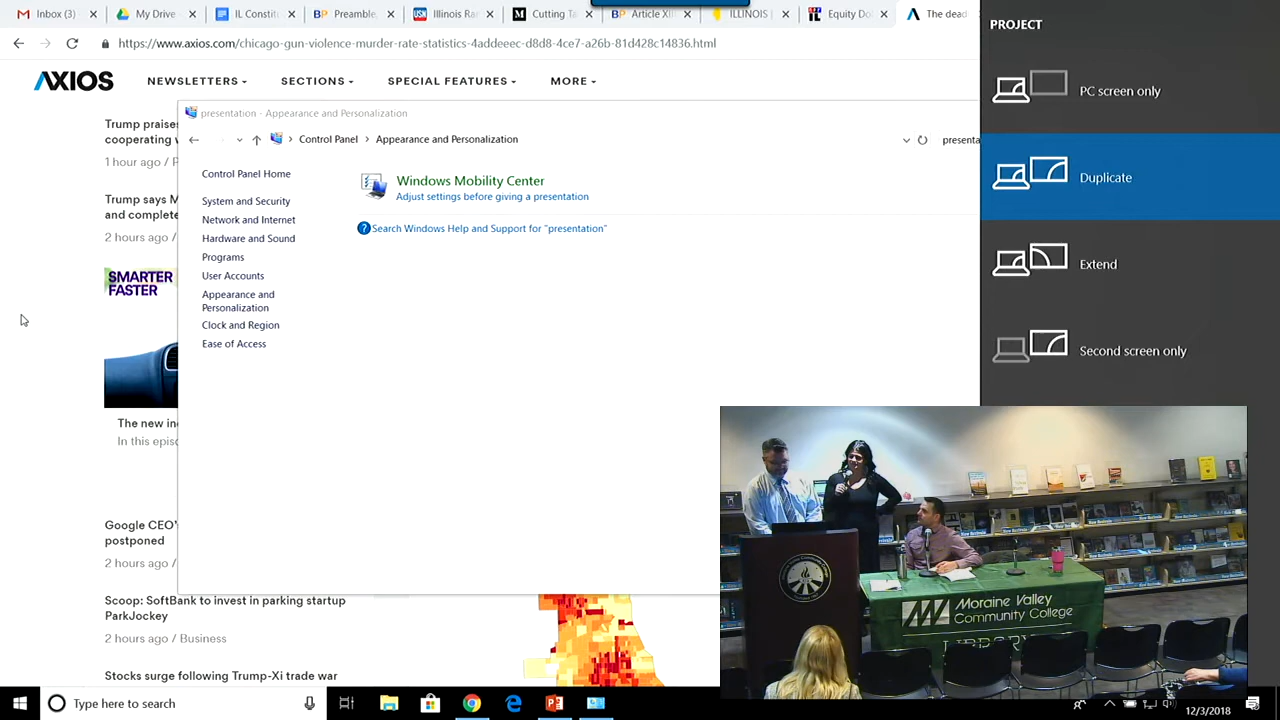 Inbox (3)
My Drive
IL Constit
Preamble,
Illinois Ran
Cutting Ta
Article XII
ILLINOIS |
Equity Do
The dead
PROJECT
https://www.axios.com/chicago-gun-violence-murder-rate-statistics-4addeeec-d8d8-4ce7-a26b-81d428c14836.html
AXIOS
NEWSLETTERS
SECTIONS
SPECIAL FEATURES
MORE
PC screen only
Duplicate
Extend
Second screen only
Trump praises
cooperating w
1 hour ago / P
Trump says M
and complete
2 hours ago /
SMARTER
FASTER
The new in
In this episo
Google CEO'
postponed
2 hours ago /
Scoop: SoftBank to invest in parking startup
ParkJockey
2 hours ago / Business
Stocks surge following Trump-Xi trade war
presentation - Appearance and Personalization
Control Panel > Appearance and Personalization
presenta
Control Panel Home
System and Security
Network and Internet
Hardware and Sound
Programs
User Accounts
Appearance and
Personalization
Clock and Region
Ease of Access
Windows Mobility Center
Adjust settings before giving a presentation
Search Windows Help and Support for "presentation"
Moraine Valley
Community College
LIBRARY
Type here to search
12/3/2018